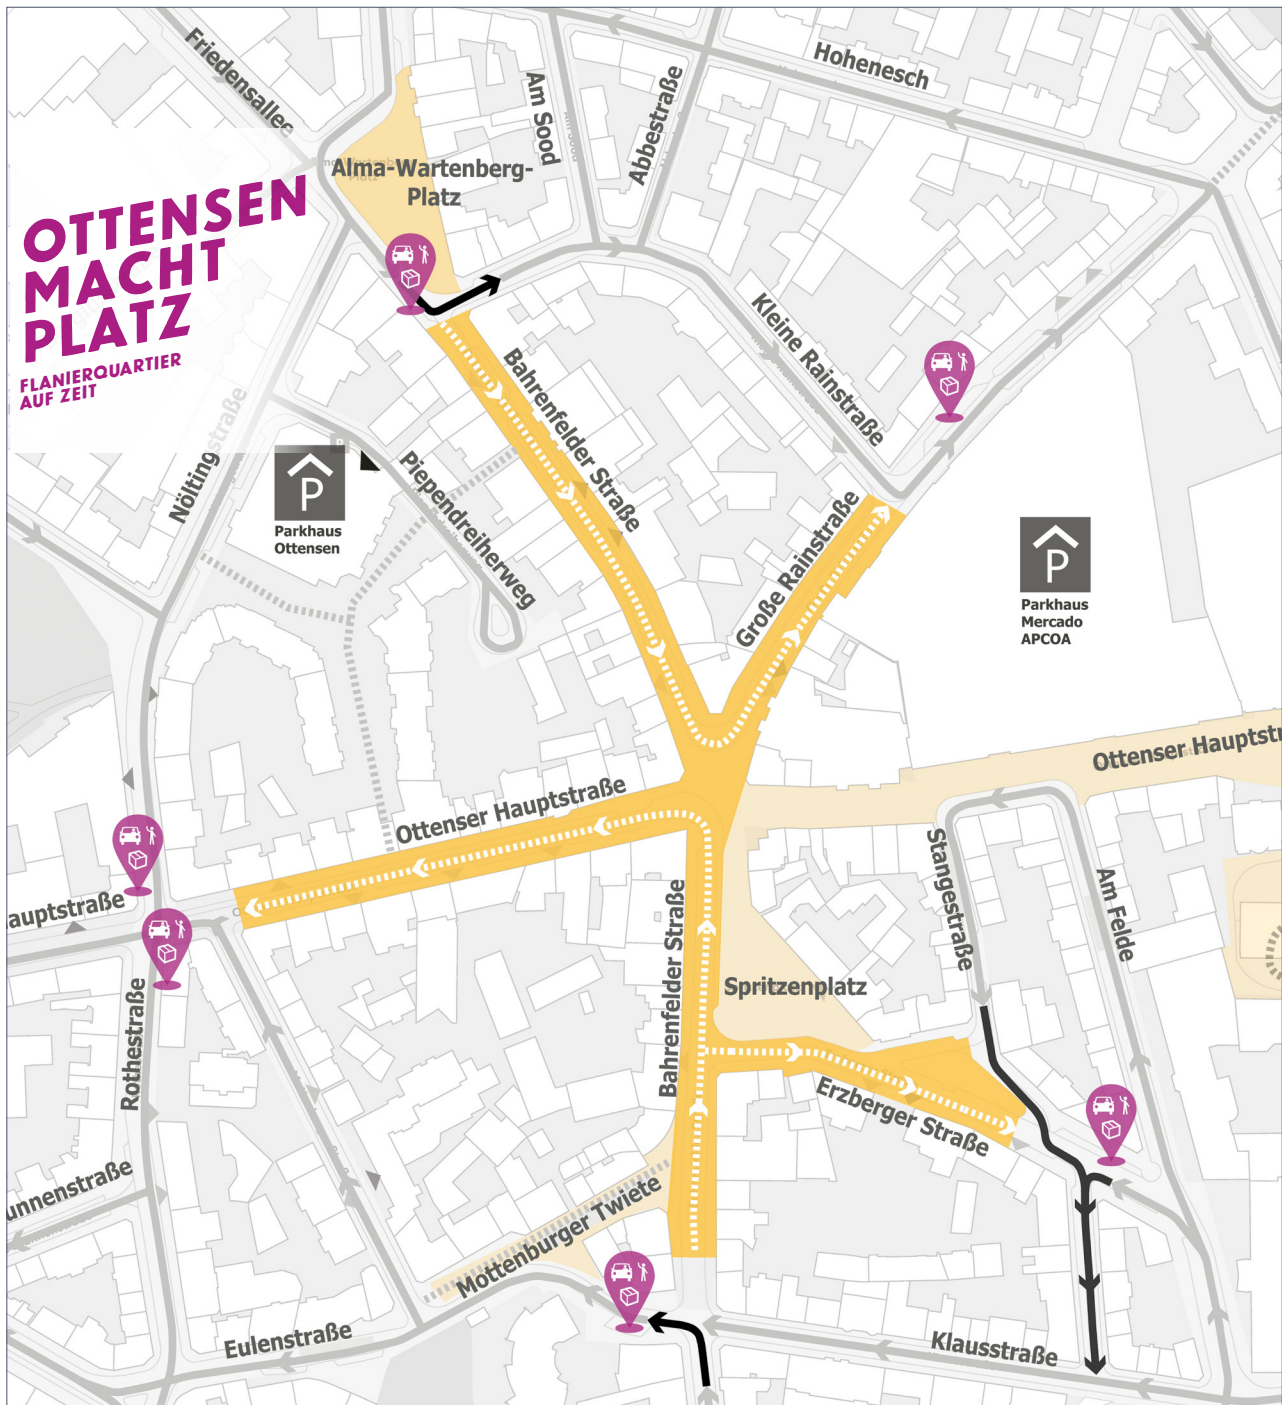 Friedensallee
Hohenesch
Am Sood
Abbestraße
Alma-Wartenberg-
Platz
OTTENSEN
MACHT
PLATZ
FLANIERQUARTIER
AUF ZEIT
Kleine Rainstraße
Bahrenfelder Straße
Nöltingstraße
P
Parkhaus
Ottensen
Piependreiherweg
Große Rainstraße
P
Parkhaus
Mercado
APCOA
Ottenser Hauptstr
Ottenser Hauptstraße
Stangestraße
Am Felde
auptstraße
Bahrenfelder Straße
Spritzenplatz
Rothestraße
Erzberger Straße
unnenstraße
Mottenburger Twiete
Eulenstraße
Klausstraße